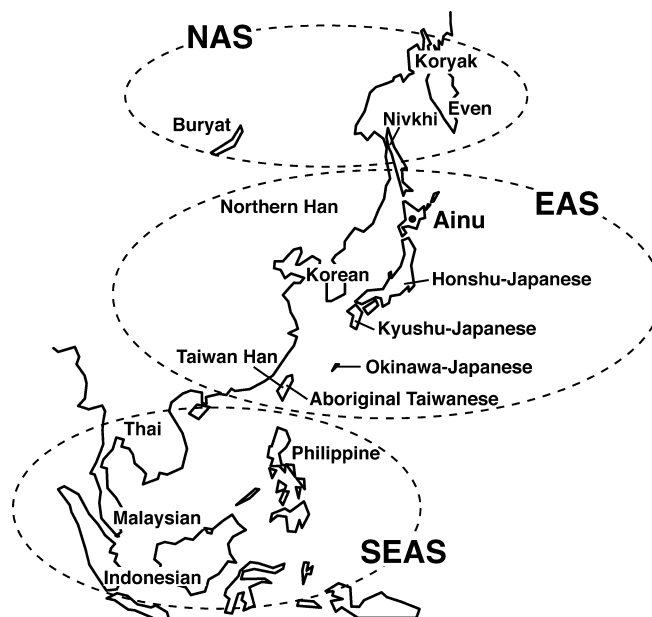 NAS
Koryak
Even
Buryat
Nivkhi
Northern Han
EAS
Ainu
Korean
Honshu-Japanese
Kyushu-Japanese
Taiwan Han
Okinawa-Japanese
Aboriginal Taiwanese
Thai
Philippine
Malaysian
SEAS
Indonesian